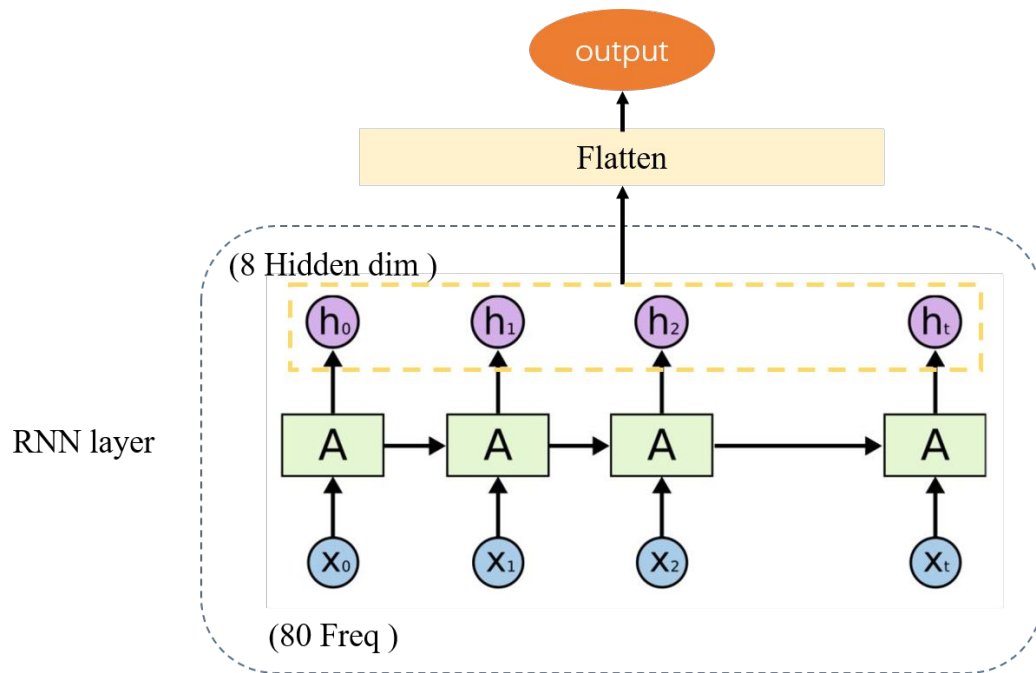 output
Flatten
(8 Hidden dim )
h₀ h₁ h₂ hₜ
RNN layer
A A A A
x₀ x₁ x₂ xₜ
(80 Freq )